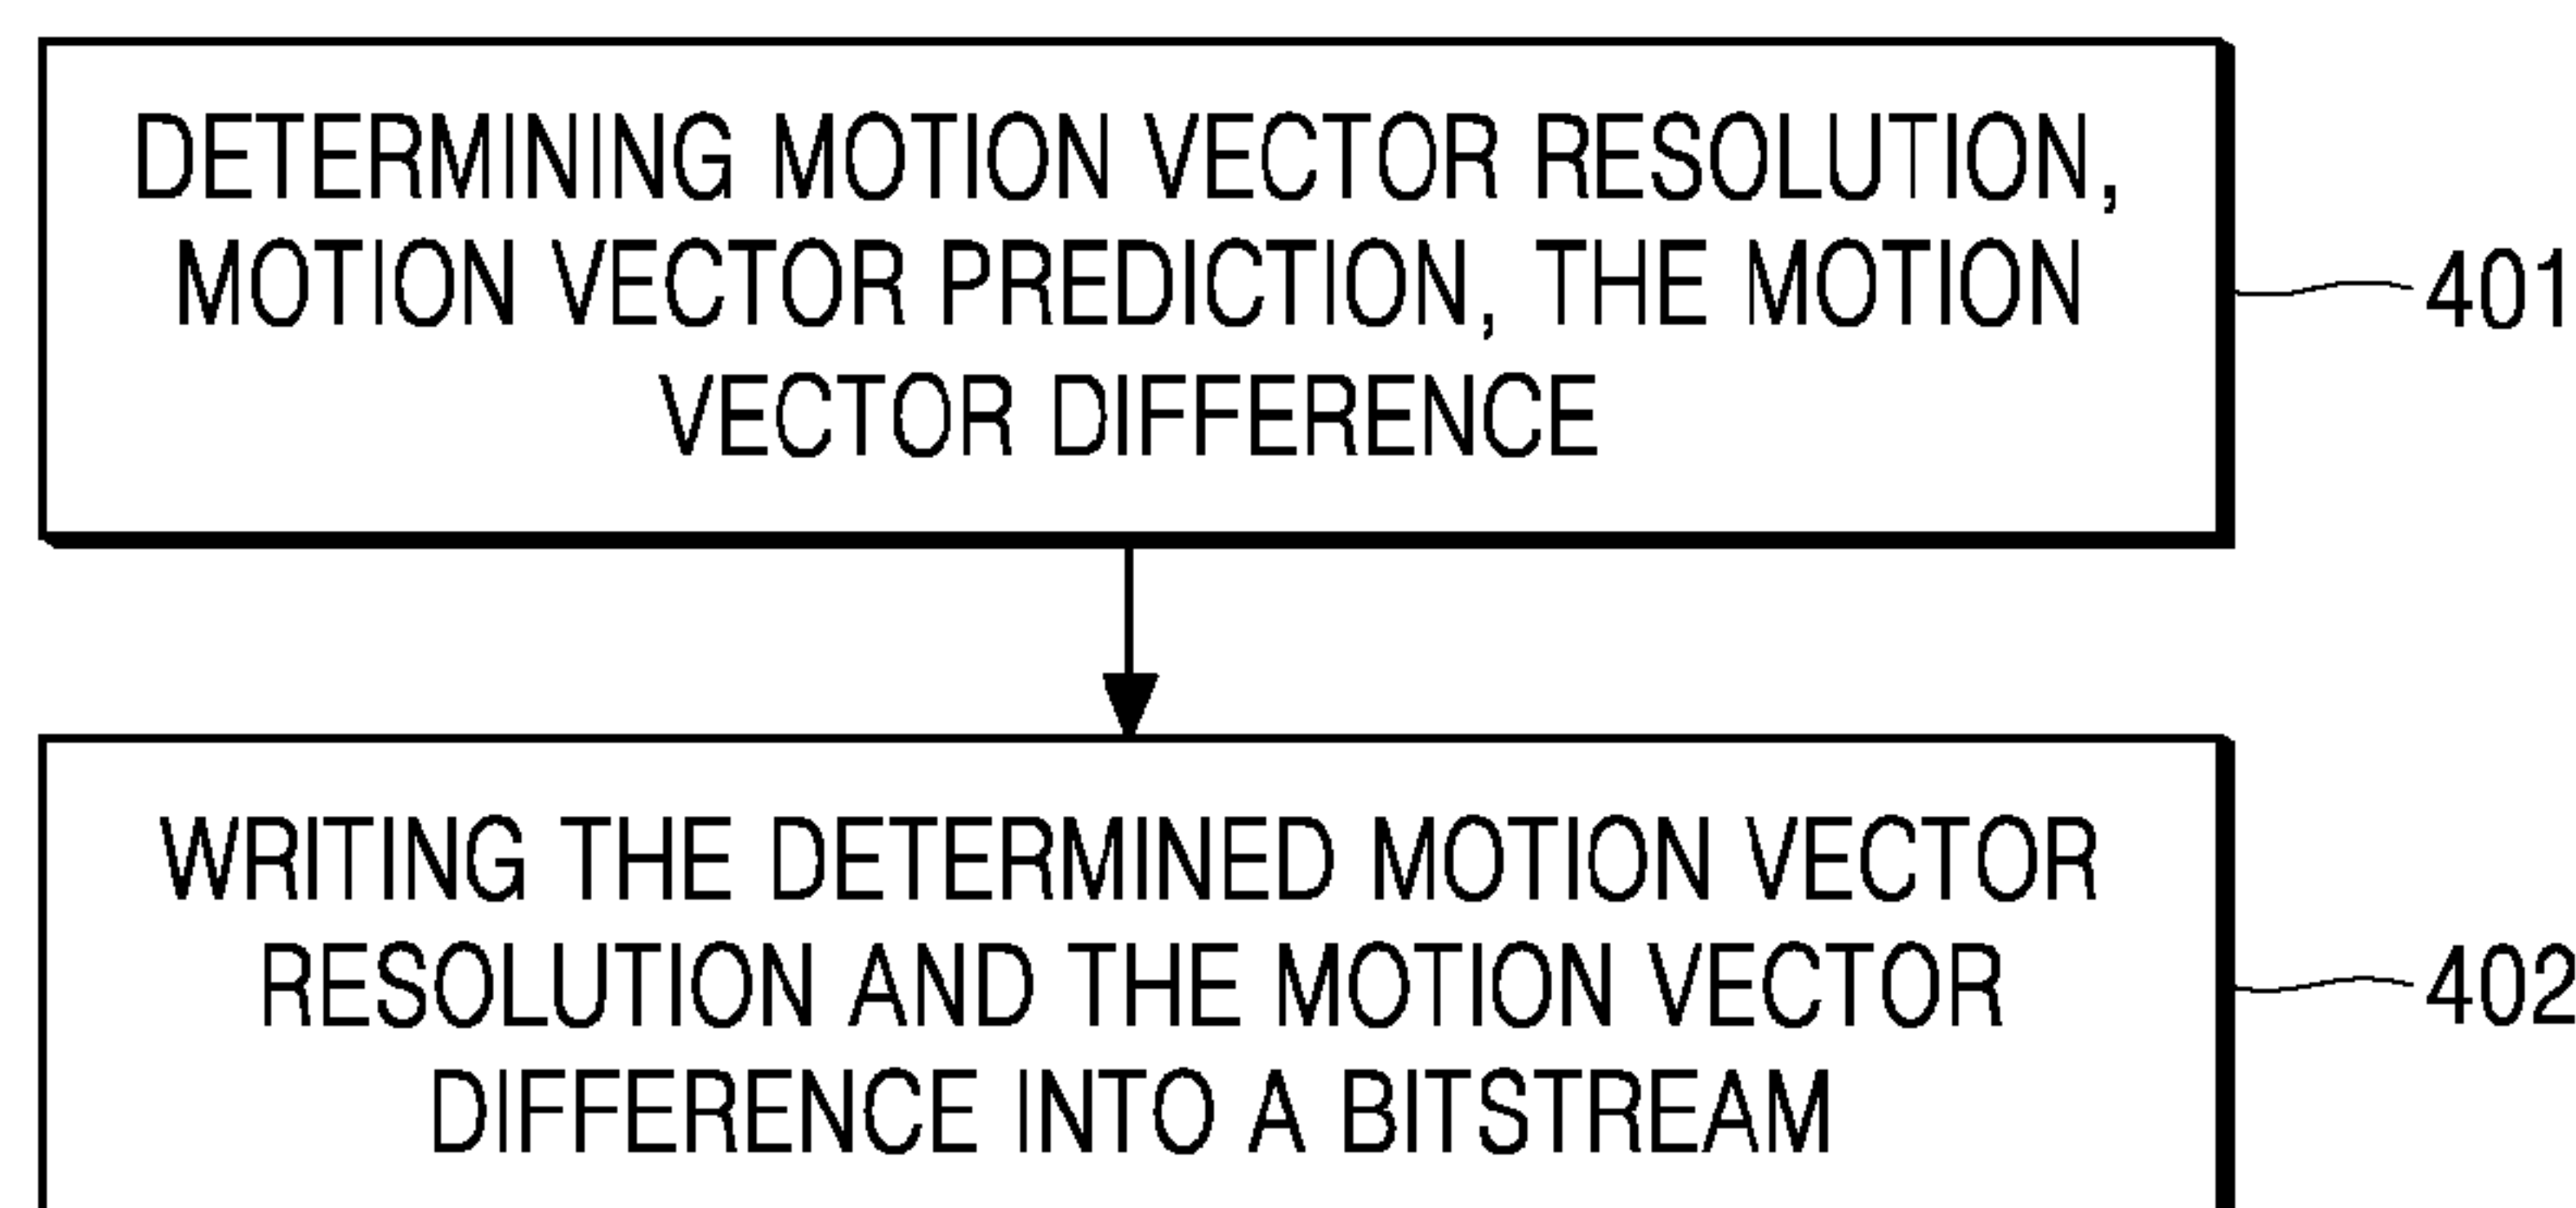 DETERMINING MOTION VECTOR RESOLUTION,
MOTION VECTOR PREDICTION, THE MOTION
VECTOR DIFFERENCE
401
WRITING THE DETERMINED MOTION VECTOR
RESOLUTION AND THE MOTION VECTOR
DIFFERENCE INTO A BITSTREAM
402